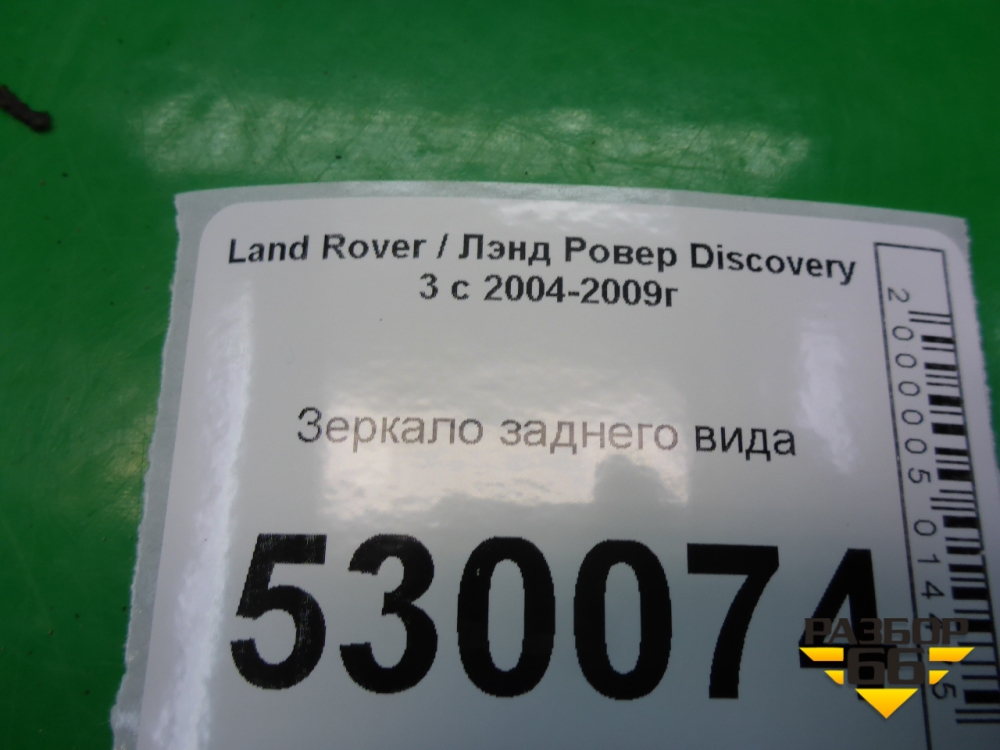 Land Rover / Лэнд Ровер Discovery
3 с 2004-2009г
Зеркало заднего вида
530074
РАЗБОР
66